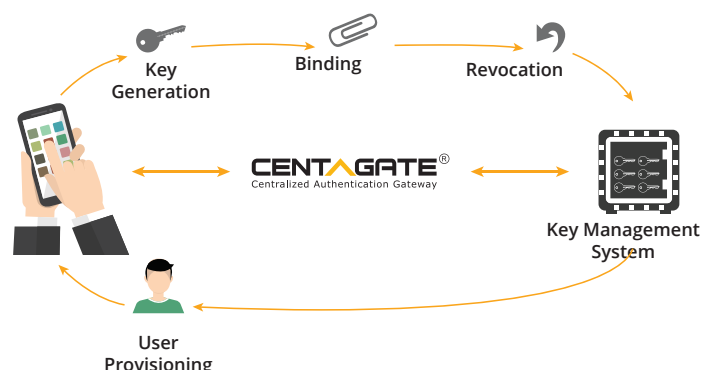 Key
Generation
Binding
Revocation
CENTAGATE®
Centralized Authentication Gateway
Key Management
System
User
Provisioning